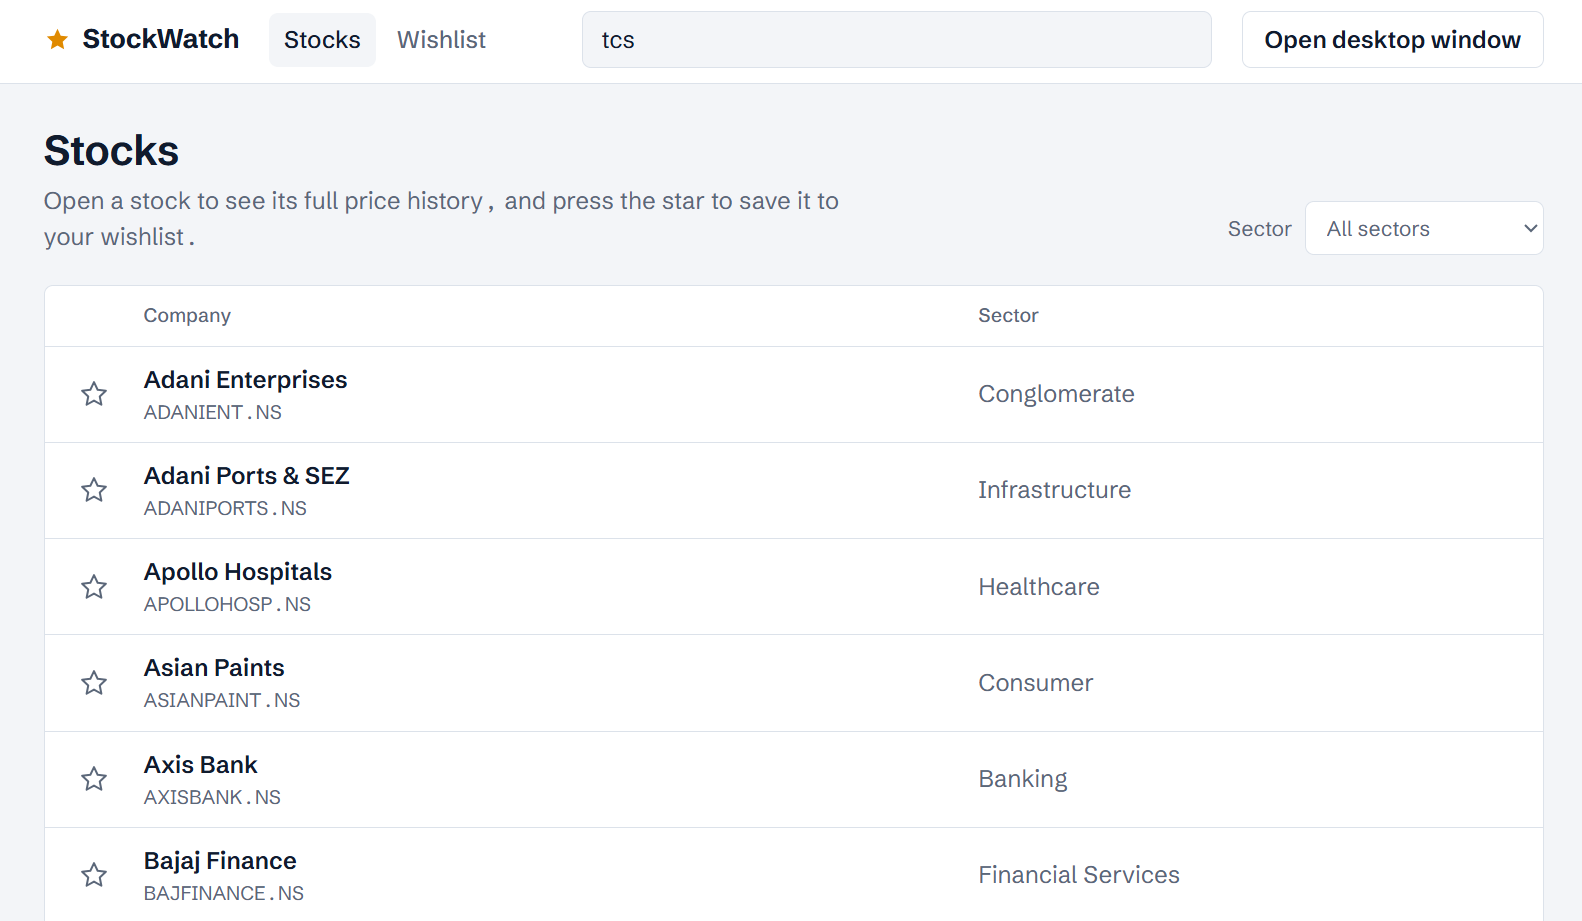 StockWatch Stocks Wishlist tcs Open desktop window
Stocks
Open a stock to see its full price history, and press the star to save it to
your wishlist.
Sector All sectors
Company Sector
Adani Enterprises
ADANIENT.NS
Conglomerate
Adani Ports & SEZ
ADANIPORTS.NS
Infrastructure
Apollo Hospitals
APOLLOHOSP.NS
Healthcare
Asian Paints
ASIANPAINT.NS
Consumer
Axis Bank
AXISBANK.NS
Banking
Bajaj Finance
BAJFINANCE.NS
Financial Services